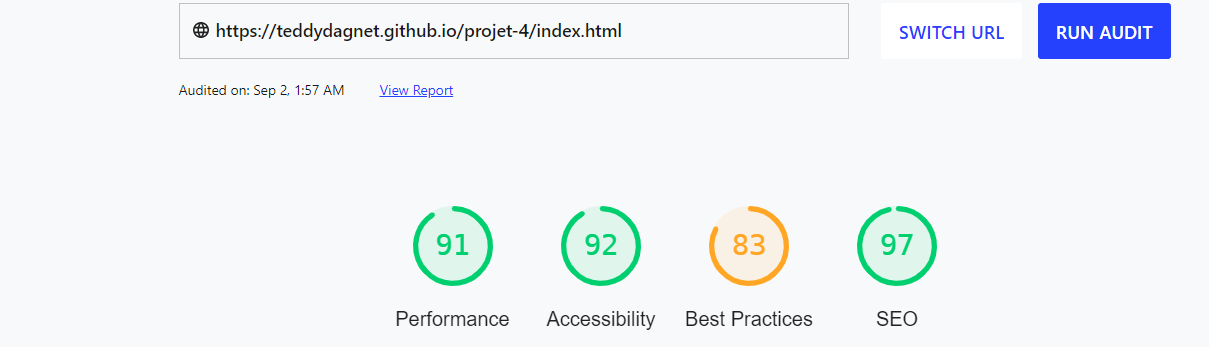 https://teddydagnet.github.io/projet-4/index.html SWITCH URL RUN AUDIT
Audited on: Sep 2, 1:57 AM View Report
91 92 83 97
Performance Accessibility Best Practices SEO